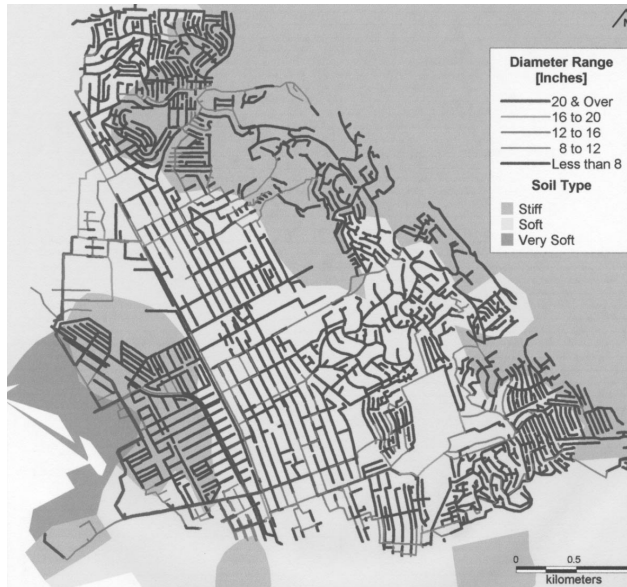 N
Diameter Range
[Inches]
20 & Over
16 to 20
12 to 16
8 to 12
Less than 8
Soil Type
Stiff
Soft
Very Soft
0 0.5
kilometers